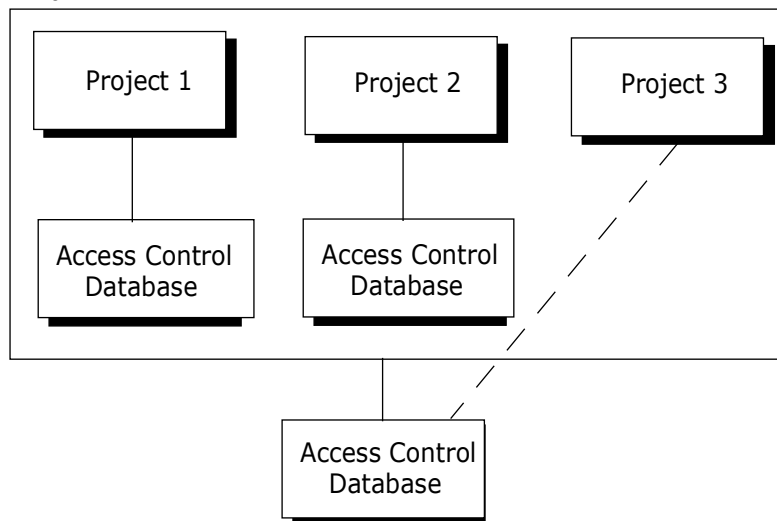 Project 1
Project 2
Project 3
Access Control
Database
Access Control
Database
Access Control
Database